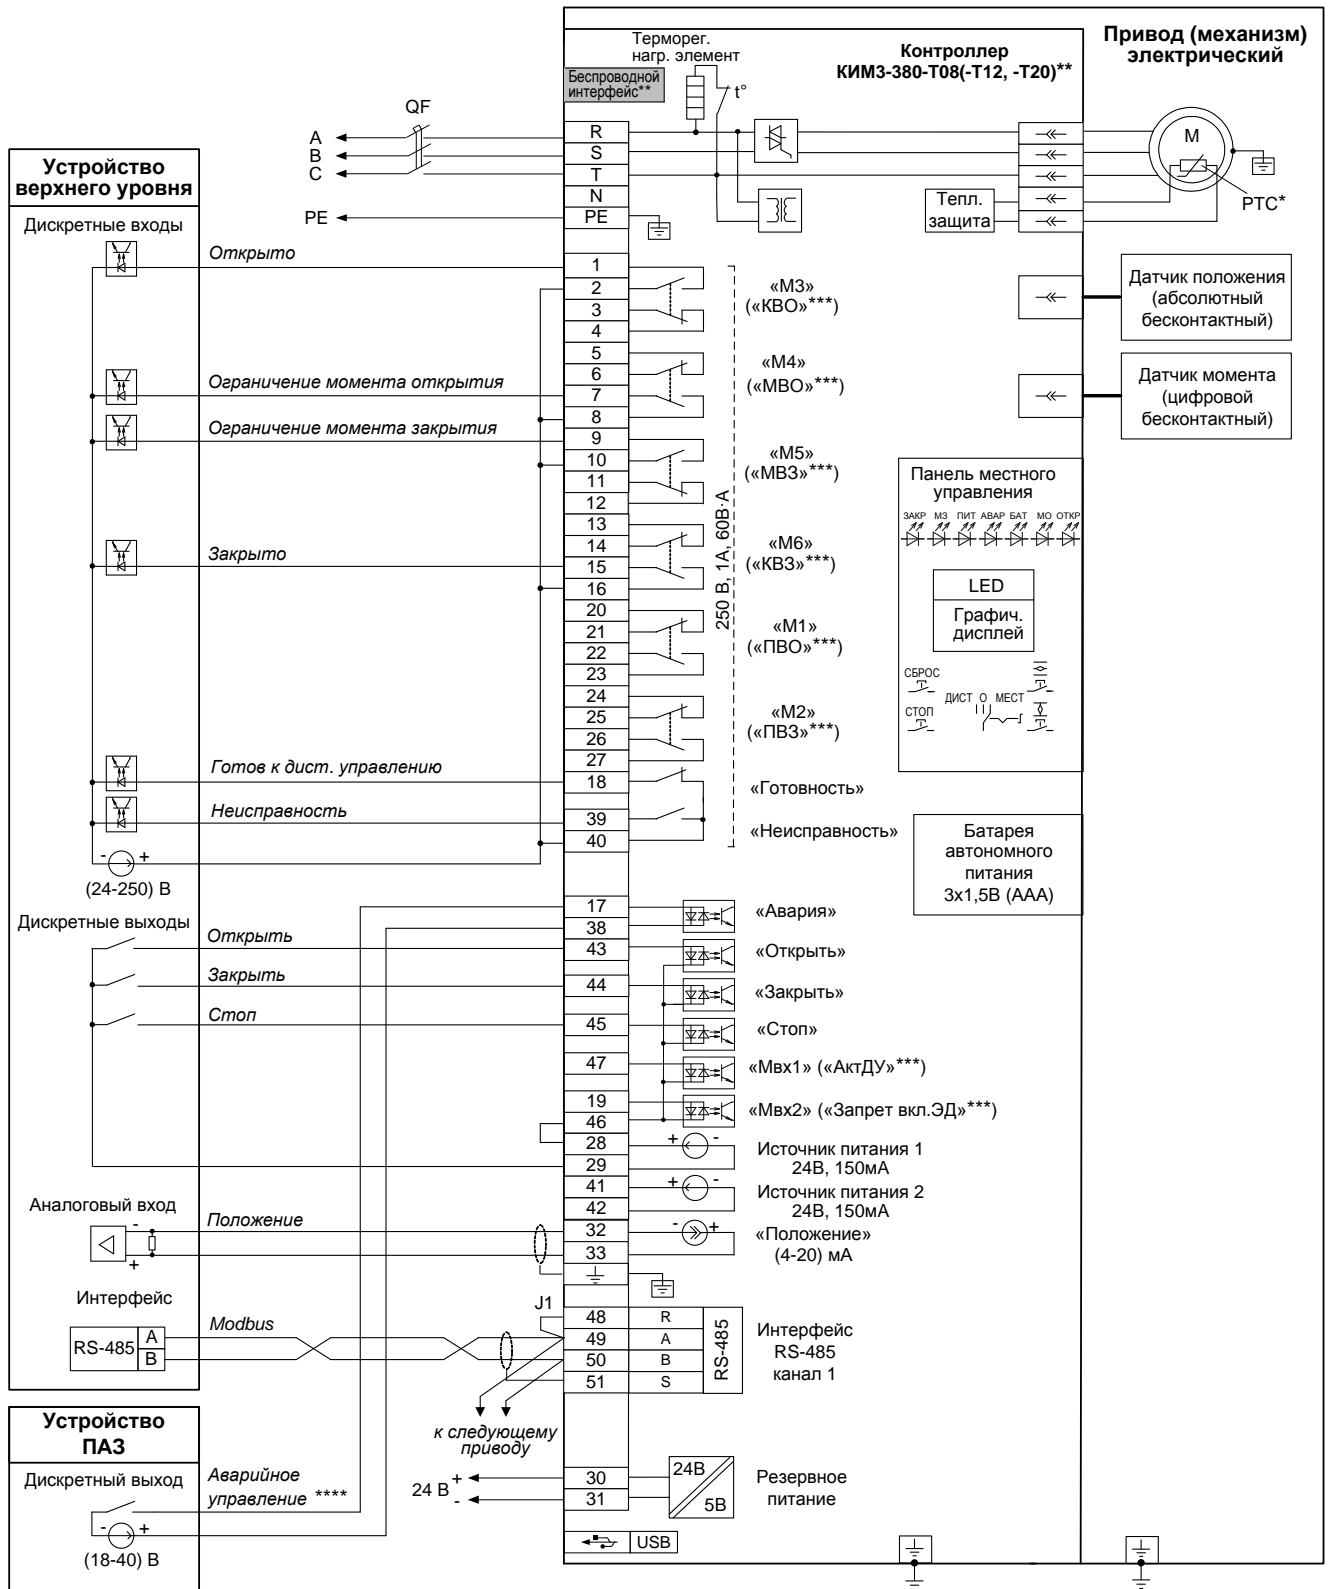 Терморег.
нагр. элемент
Контроллер
КИМ3-380-Т08(-Т12, -Т20)**
Привод (механизм)
электрический
Беспроводной
интерфейс**
t°
QF
A
B
C
PE
R
S
T
N
PE
M
PTC*
Тепл.
защита
Устройство
верхнего уровня
Дискретные входы
Открыто
Ограничение момента открытия
Ограничение момента закрытия
Закрыто
Готов к дист. управлению
Неисправность
- +
(24-250) В
1
2
3
4
5
6
7
8
9
10
11
12
13
14
15
16
20
21
22
23
24
25
26
27
18
39
40
«М3»
(«КВО»***)
«М4»
(«МВО»***)
«М5»
(«МВЗ»***)
«М6»
(«КВЗ»***)
«М1»
(«ПВО»***)
«М2»
(«ПВЗ»***)
«Готовность»
«Неисправность»
250 В, 1А, 60В·А
Датчик положения
(абсолютный
бесконтактный)
Датчик момента
(цифровой
бесконтактный)
Панель местного
управления
ЗАКР МЗ ПИТ АВАР БАТ МО ОТКР
LED
Графич.
дисплей
СБРОС
СТОП
ДИСТ О МЕСТ
Батарея
автономного
питания
3х1,5В (ААА)
Дискретные выходы
Открыть
Закрыть
Стоп
17
38
43
44
45
47
19
46
28
29
41
42
32
33
«Авария»
«Открыть»
«Закрыть»
«Стоп»
«Мвх1» («АктДУ»***)
«Мвх2» («Запрет вкл.ЭД»***)
+ -
Источник питания 1
24В, 150мА
+ -
Источник питания 2
24В, 150мА
- +
«Положение»
(4-20) мА
Аналоговый вход
-
+
Положение
Интерфейс
RS-485
A
B
Modbus
J1
48
49
50
51
R
A
B
S
RS-485
Интерфейс
RS-485
канал 1
к следующему
приводу
Устройство
ПАЗ
Дискретный выход
Аварийное
управление ****
- +
(18-40) В
24 В
+
-
30
31
24В
5В
Резервное
питание
USB